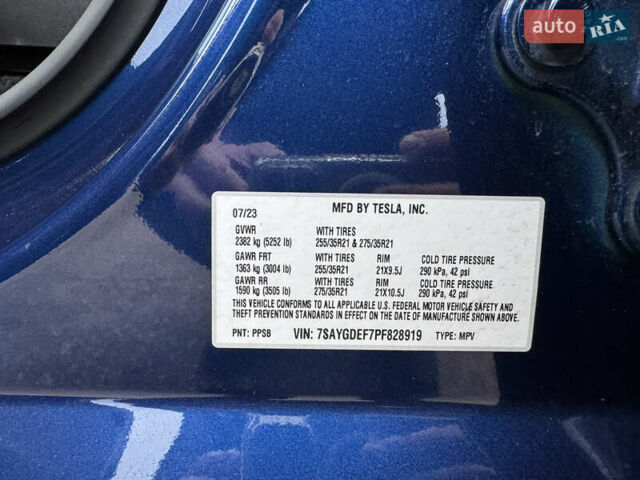 auto RIA
.com
07/23 MFD BY TESLA, INC.
GVWR WITH TIRES
2382 kg (5252 lb) 255/35R21 & 275/35R21
GAWR FRT WITH TIRES RIM COLD TIRE PRESSURE
1363 kg (3004 lb) 255/35R21 21X9.5J 290 kPa, 42 psi
GAWR RR WITH TIRES RIM COLD TIRE PRESSURE
1590 kg (3505 lb) 275/35R21 21X10.5J 290 kPa, 42 psi
THIS VEHICLE CONFORMS TO ALL APPLICABLE U.S. FEDERAL MOTOR VEHICLE SAFETY AND
THEFT PREVENTION STANDARDS IN EFFECT ON THE DATE OF MANUFACTURE SHOWN ABOVE.
PNT: PPSB VIN: 7SAYGDEF7PF828919 TYPE: MPV